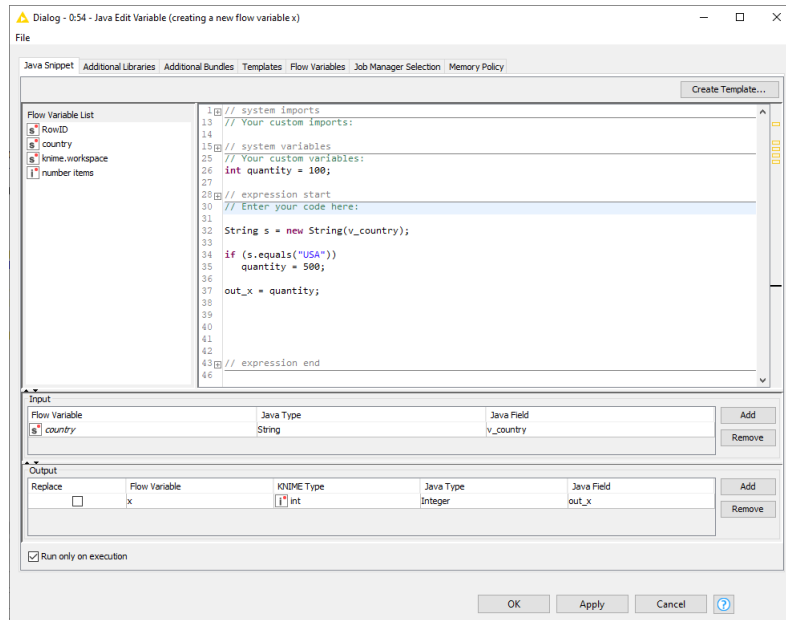 Dialog - 0:54 - Java Edit Variable (creating a new flow variable x)
File
Java Snippet Additional Libraries Additional Bundles Templates Flow Variables Job Manager Selection Memory Policy
Create Template...
Flow Variable List
s RowID
s country
s knime.workspace
i number items
1 // system imports
13 // Your custom imports:
14
15 // system variables
25 // Your custom variables:
26 int quantity = 100;
27
28 // expression start
30 // Enter your code here:
31
32 String s = new String(v_country);
33
34 if (s.equals("USA"))
35 quantity = 500;
36
37 out_x = quantity;
38
39
40
41
42
43 // expression end
46
Input
Flow Variable Java Type Java Field
s country String v_country
Add
Remove
Output
Replace Flow Variable KNIME Type Java Type Java Field
x i int Integer out_x
Add
Remove
Run only on execution
OK Apply Cancel ?